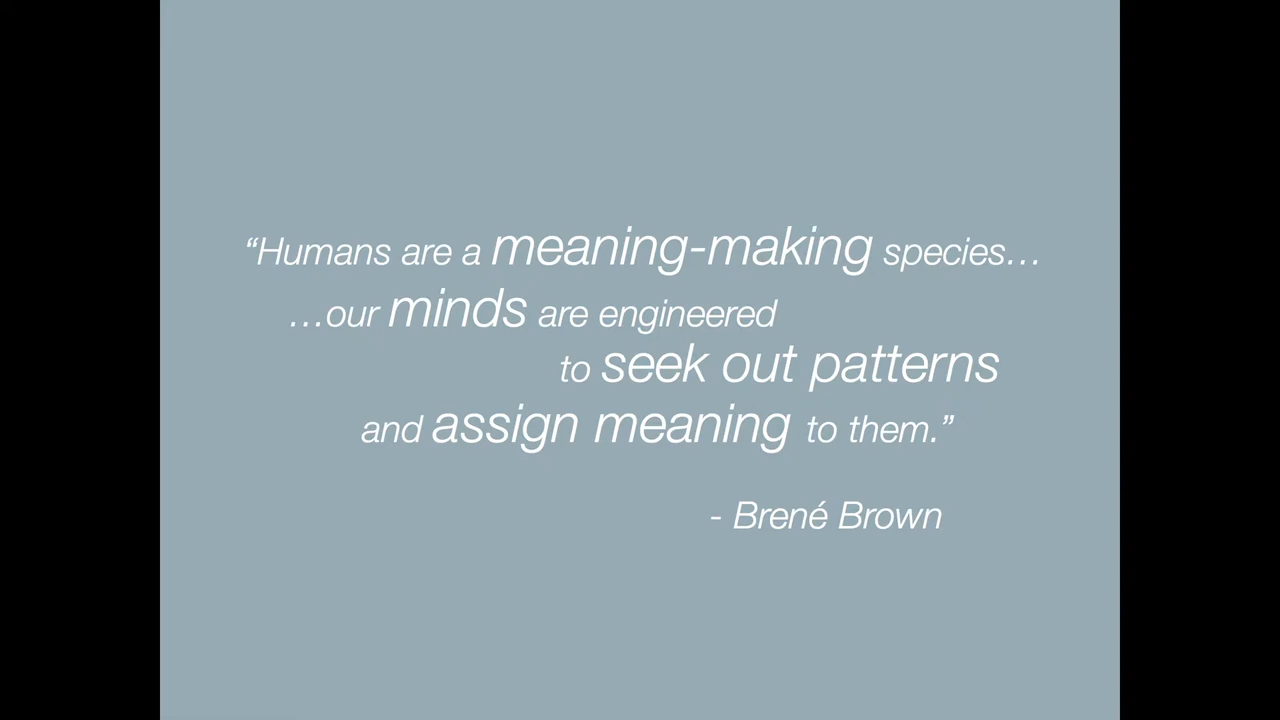 “Humans are a meaning-making species…
…our minds are engineered
to seek out patterns
and assign meaning to them.”
- Brené Brown